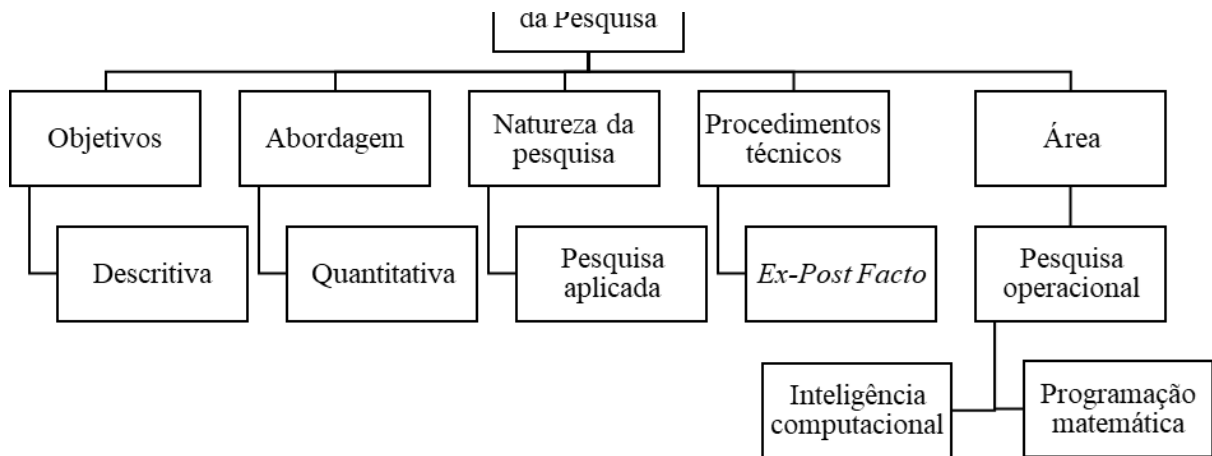 da Pesquisa
Objetivos
Abordagem
Natureza da
pesquisa
Procedimentos
técnicos
Área
Descritiva
Quantitativa
Pesquisa
aplicada
Ex-Post Facto
Pesquisa
operacional
Inteligência
computacional
Programação
matemática